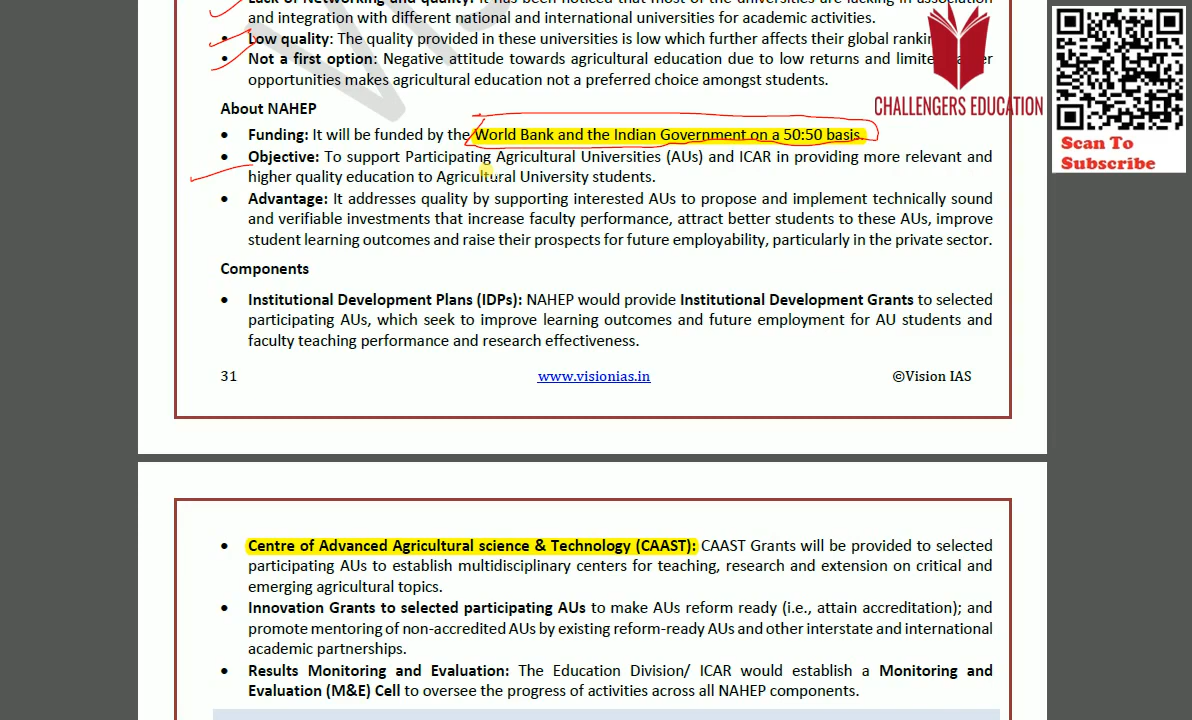 and integration with different national and international universities for academic activities.
• Low quality: The quality provided in these universities is low which further affects their global
• Not a first option: Negative attitude towards agricultural education due to low returns and
opportunities makes agricultural education not a preferred choice amongst students.
About NAHEP
• Funding: It will be funded by the World Bank and the Indian Government on a 50:50 basis.
• Objective: To support Participating Agricultural Universities (AUs) and ICAR in providing more relevant and
higher quality education to Agricultural University students.
• Advantage: It addresses quality by supporting interested AUs to propose and implement technically sound
and verifiable investments that increase faculty performance, attract better students to these AUs, improve
student learning outcomes and raise their prospects for future employability, particularly in the private sector.
Components
• Institutional Development Plans (IDPs): NAHEP would provide Institutional Development Grants to selected
participating AUs, which seek to improve learning outcomes and future employment for AU students and
faculty teaching performance and research effectiveness.
31 www.visionias.in ©Vision IAS
• Centre of Advanced Agricultural science & Technology (CAAST): CAAST Grants will be provided to selected
participating AUs to establish multidisciplinary centers for teaching, research and extension on critical and
emerging agricultural topics.
• Innovation Grants to selected participating AUs to make AUs reform ready (i.e., attain accreditation); and
promote mentoring of non-accredited AUs by existing reform-ready AUs and other interstate and international
academic partnerships.
• Results Monitoring and Evaluation: The Education Division/ ICAR would establish a Monitoring and
Evaluation (M&E) Cell to oversee the progress of activities across all NAHEP components.
CHALLENGERS EDUCATION
Scan To
Subscribe